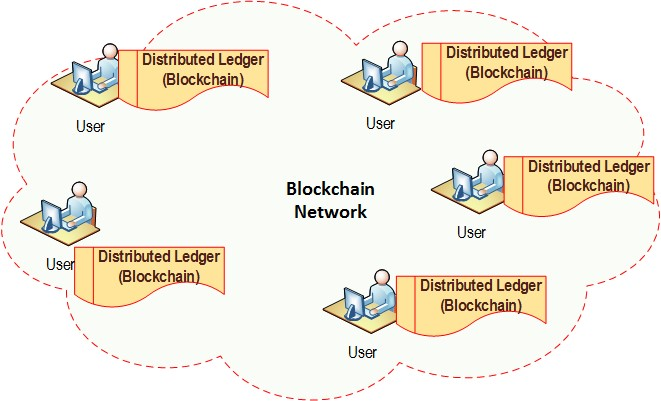 Distributed Ledger
(Blockchain)
User
Distributed Ledger
(Blockchain)
User
Distributed Ledger
(Blockchain)
User
Blockchain
Network
User
Distributed Ledger
(Blockchain)
Distributed Ledger
(Blockchain)
User